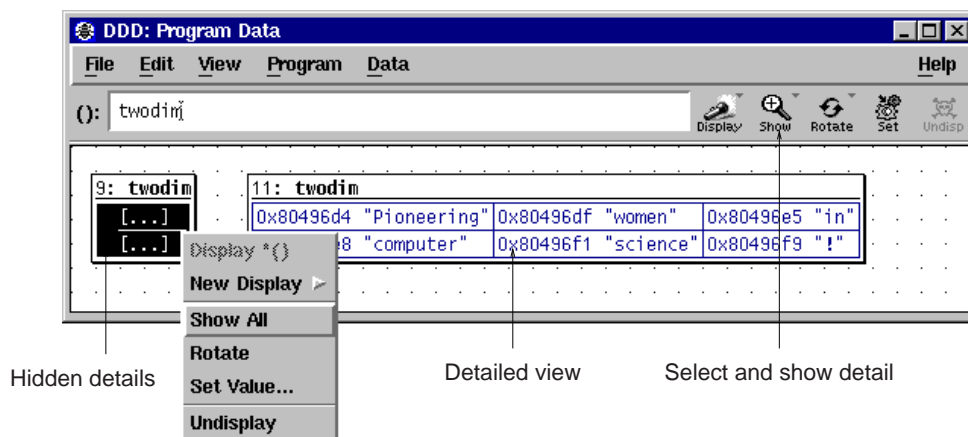 DDD: Program Data
File Edit View Program Data Help
(): twodim
Display Show Rotate Set Undisp
9: twodim
[...]
[...]
11: twodim
0x80496d4 "Pioneering" 0x80496df "women" 0x80496e5 "in"
e8 "computer" 0x80496f1 "science" 0x80496f9 "!"
Display *()
New Display
Show All
Rotate
Set Value...
Undisplay
Hidden details
Detailed view
Select and show detail